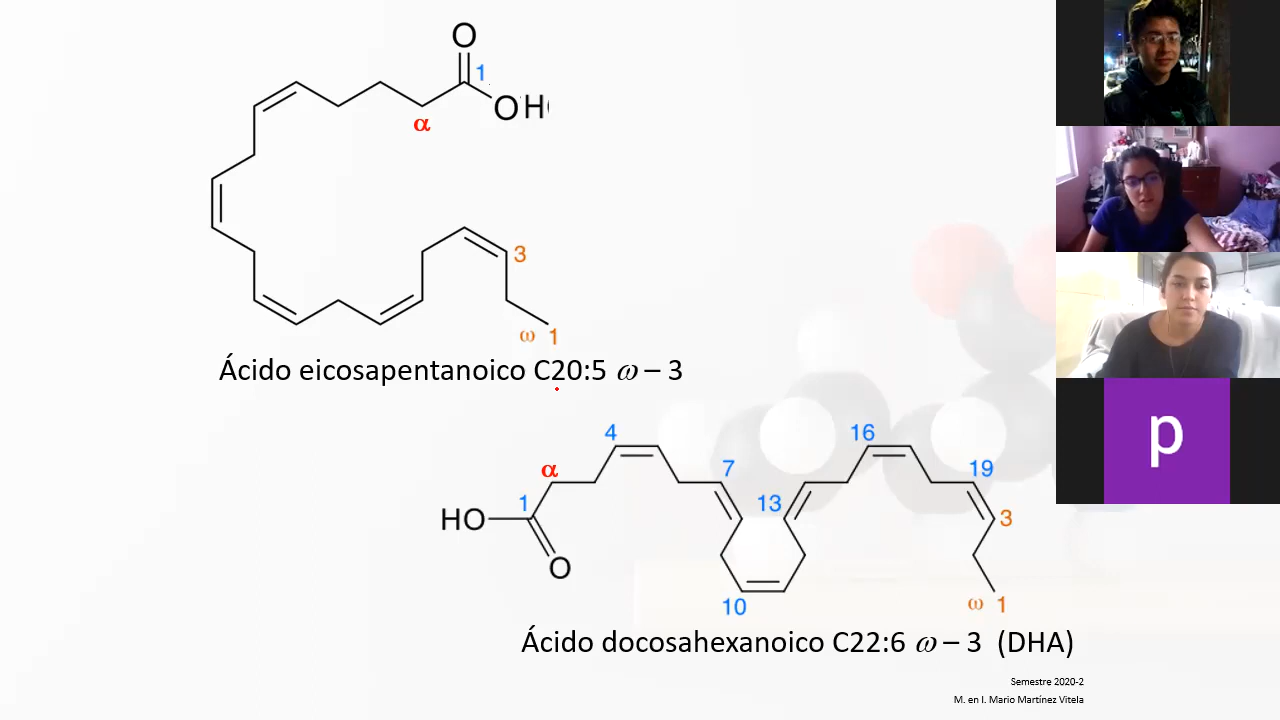 O
1
OH
α
3
ω 1
Ácido eicosapentanoico C20:5 ω – 3
4
16
α
7
19
1
13
HO
3
O
10
ω 1
Ácido docosahexanoico C22:6 ω – 3 (DHA)
Semestre 2020-2
M. en I. Mario Martínez Vitela
p